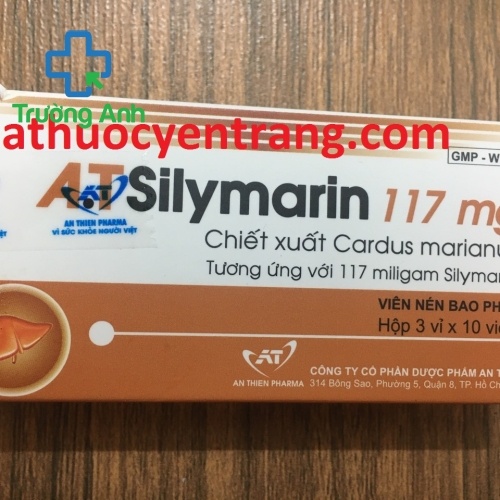 Trường Anh
athuocyentrang.com
GMP - W
AT Silymarin 117 mg
AT
AN THIEN PHARMA
VÌ SỨC KHỎE NGƯỜI VIỆT
Chiết xuất Cardus marianu
Tương ứng với 117 miligam Silymar
VIÊN NÉN BAO PH
Hộp 3 vỉ x 10 viê
AT
AN THIEN PHARMA
CÔNG TY CỔ PHẦN DƯỢC PHẨM AN T
314 Bông Sao, Phường 5, Quận 8, TP. Hồ Ch